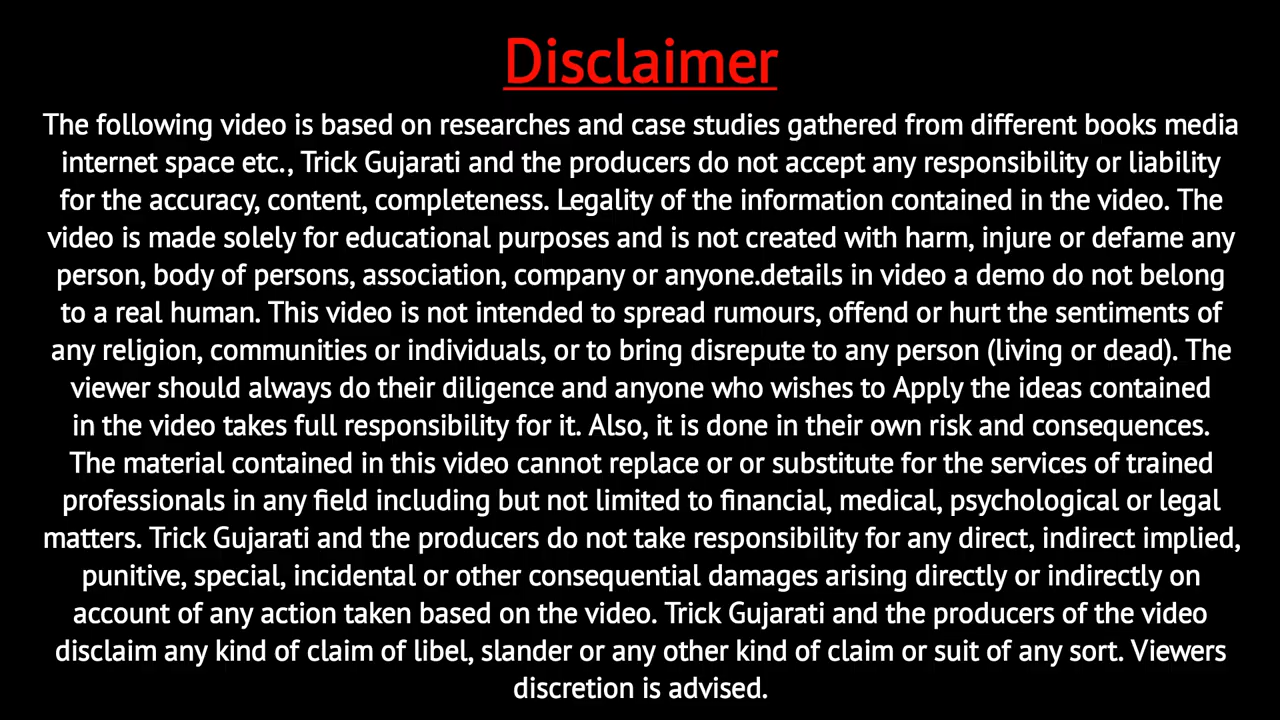 Disclaimer
The following video is based on researches and case studies gathered from different books media
internet space etc., Trick Gujarati and the producers do not accept any responsibility or liability
for the accuracy, content, completeness. Legality of the information contained in the video. The
video is made solely for educational purposes and is not created with harm, injure or defame any
person, body of persons, association, company or anyone.details in video a demo do not belong
to a real human. This video is not intended to spread rumours, offend or hurt the sentiments of
any religion, communities or individuals, or to bring disrepute to any person (living or dead). The
viewer should always do their diligence and anyone who wishes to Apply the ideas contained
in the video takes full responsibility for it. Also, it is done in their own risk and consequences.
The material contained in this video cannot replace or or substitute for the services of trained
professionals in any field including but not limited to financial, medical, psychological or legal
matters. Trick Gujarati and the producers do not take responsibility for any direct, indirect implied,
punitive, special, incidental or other consequential damages arising directly or indirectly on
account of any action taken based on the video. Trick Gujarati and the producers of the video
disclaim any kind of claim of libel, slander or any other kind of claim or suit of any sort. Viewers
discretion is advised.